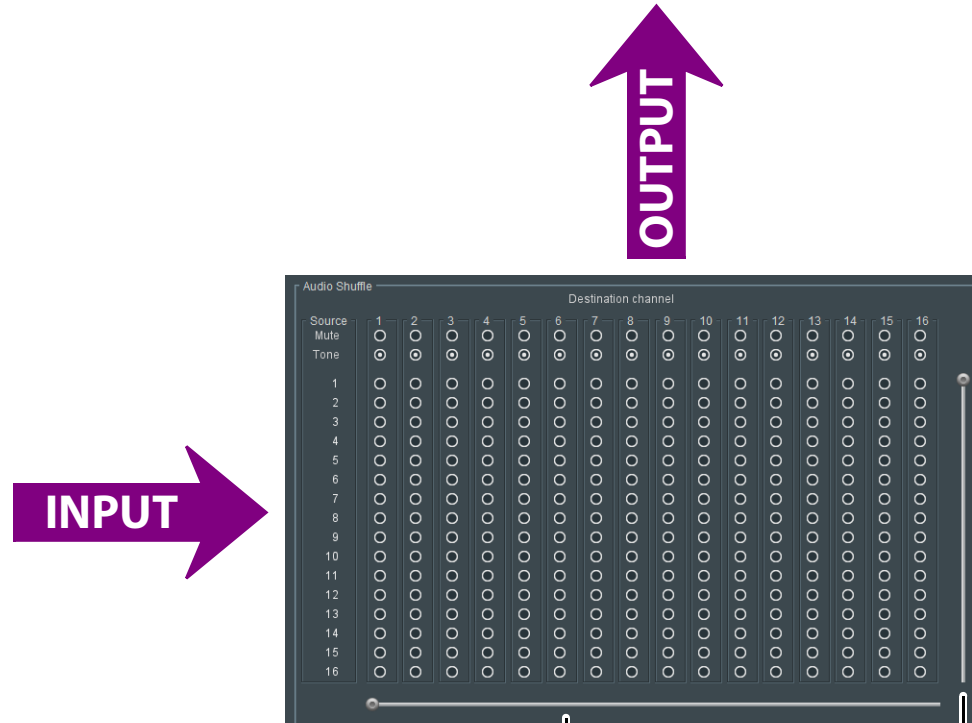 OUTPUT
Audio Shuffle
Destination channel
Source 1 2 3 4 5 6 7 8 9 10 11 12 13 14 15 16
Mute
Tone
1
2
3
4
5
6
7
INPUT
8
9
10
11
12
13
14
15
16